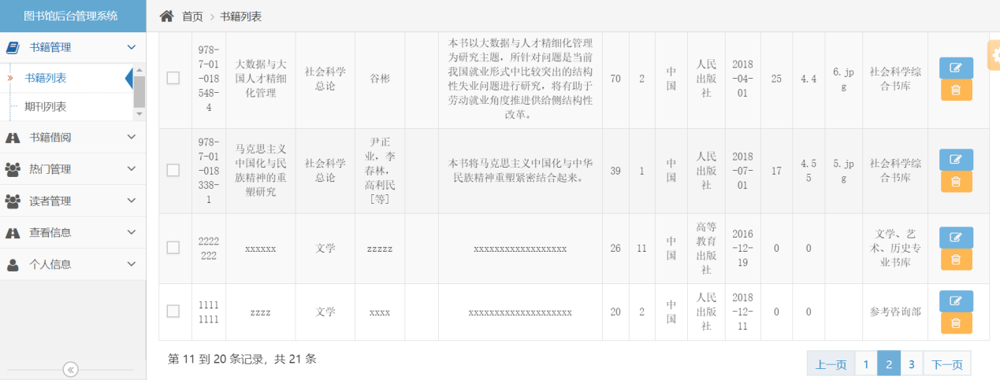 图书馆后台管理系统
首页
书籍列表
书籍管理
书籍列表
期刊列表
书籍借阅
热门管理
读者管理
查看信息
个人信息
978-
7-01
-018
548-
4
大数据与大
国人才精细
化管理
社会科学
总论
谷彬
本书以大数据与人才精细化管理
为研究主题，所针对问题是当前
我国就业形式中比较突出的结构
性失业问题进行研究，将有助于
劳动就业角度推进供给侧结构性
改革。
70
2
中
国
人民
出版
社
2018
-04-
01
25
4.4
6.jp
g
社会科学综
合书库
978-
7-01
-018
338-
1
马克思主义
中国化与民
族精神的重
塑研究
社会科学
总论
尹正
业，李
春林，
高利民
[等]
本书将马克思主义中国化与中华
民族精神重塑紧密结合起来。
39
1
中
国
人民
出版
社
2018
-07-
01
17
4.5
5
5.jp
g
社会科学综
合书库
2222
222
xxxxxx
文学
zzzzz
xxxxxxxxxxxxxxxxxx
26
11
中
国
高等
教育
出版
社
2016
-12-
19
0
0
文学、艺
术、历史专
业书库
1111
1111
zzzz
文学
xxxx
xxxxxxxxxxxxxxxxxxxx
20
2
中
国
人民
出版
社
2018
-12-
11
0
0
参考咨询部
第 11 到 20 条记录，共 21 条
上一页
1
2
3
下一页